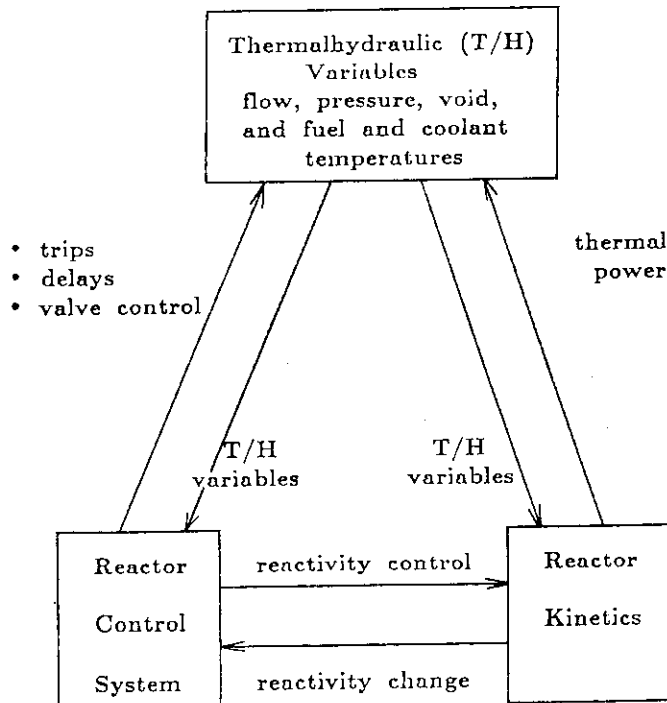 Thermalhydraulic (T/H)
Variables
flow, pressure, void,
and fuel and coolant
temperatures
• trips
• delays
• valve control
thermal
power
T/H
variables
T/H
variables
Reactor
Control
System
reactivity control
reactivity change
Reactor
Kinetics